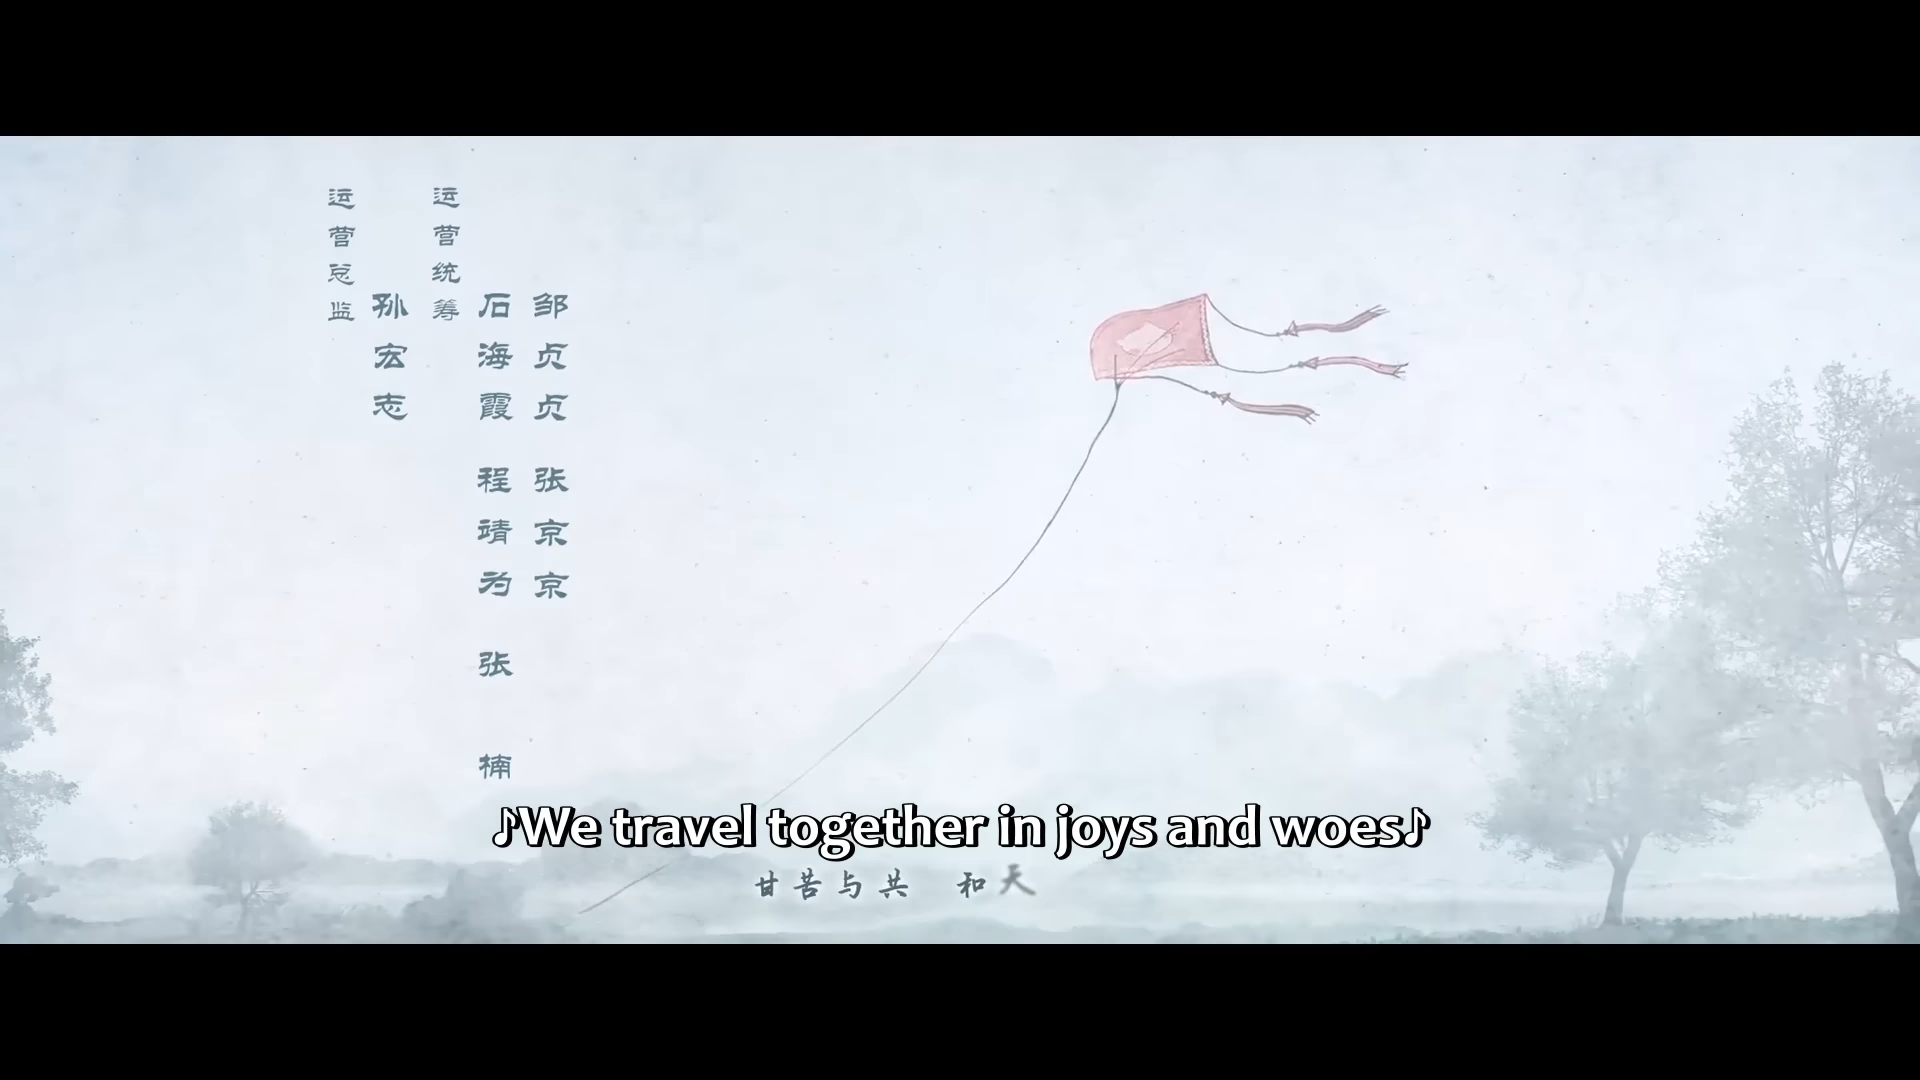 运营总监
孙宏志
运营统筹
石海霞 邹贞贞
程靖为 张京京
张楠
♪We travel together in joys and woes♪
甘苦与共 和天